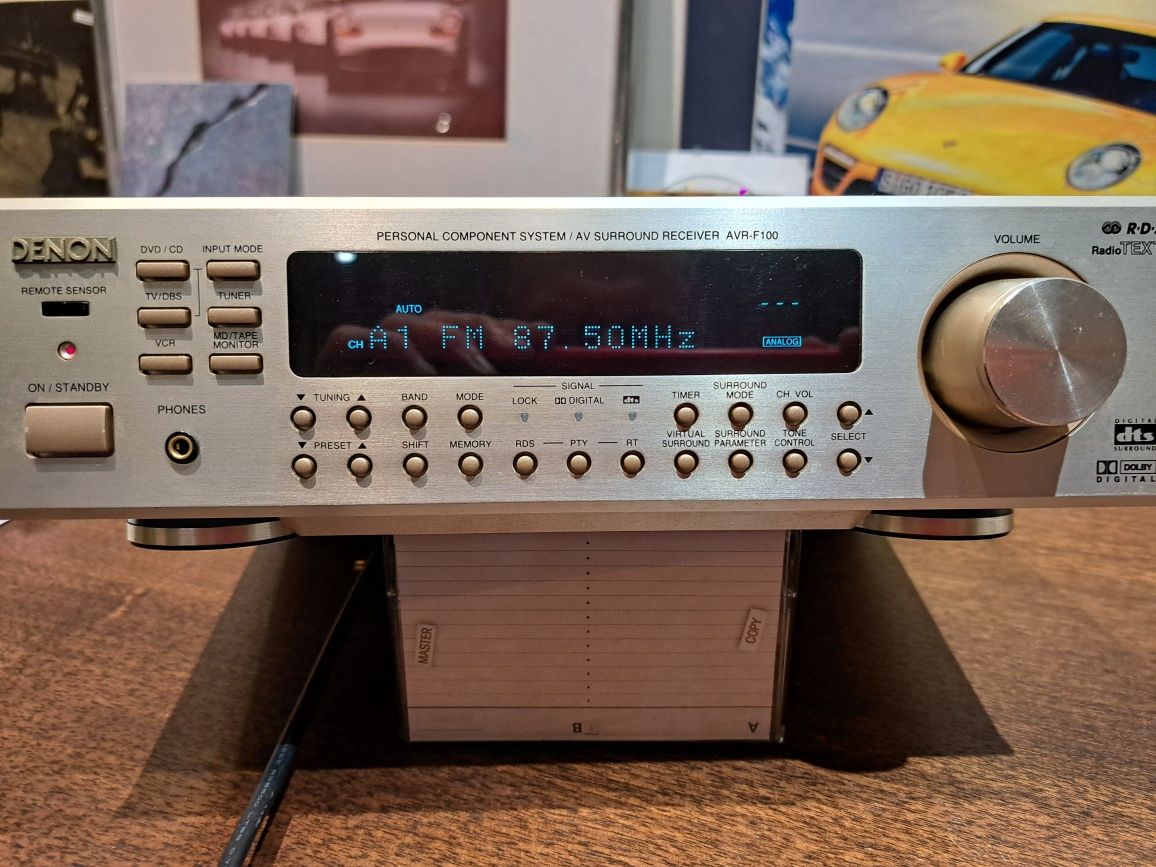 PERSONAL COMPONENT SYSTEM / AV SURROUND RECEIVER AVR-F100
DENON
DVD / CD
INPUT MODE
VOLUME
R·D·
RadioTEXT
REMOTE SENSOR
TV/DBS
TUNER
VCR
MD/TAPE
MONITOR
AUTO
---
CH A1 FM 87.50MHz
ANALOG
ON / STANDBY
PHONES
▼ TUNING ▲
BAND
MODE
SIGNAL
LOCK
DIGITAL
dts
TIMER
SURROUND
MODE
CH. VOL
▲
▼ PRESET ▲
SHIFT
MEMORY
RDS
PTY
RT
VIRTUAL
SURROUND
SURROUND
PARAMETER
TONE
CONTROL
SELECT
▼
DIGITAL
dts
SURROUND
DOLBY
DIGITAL
MASTER
COPY
B
A